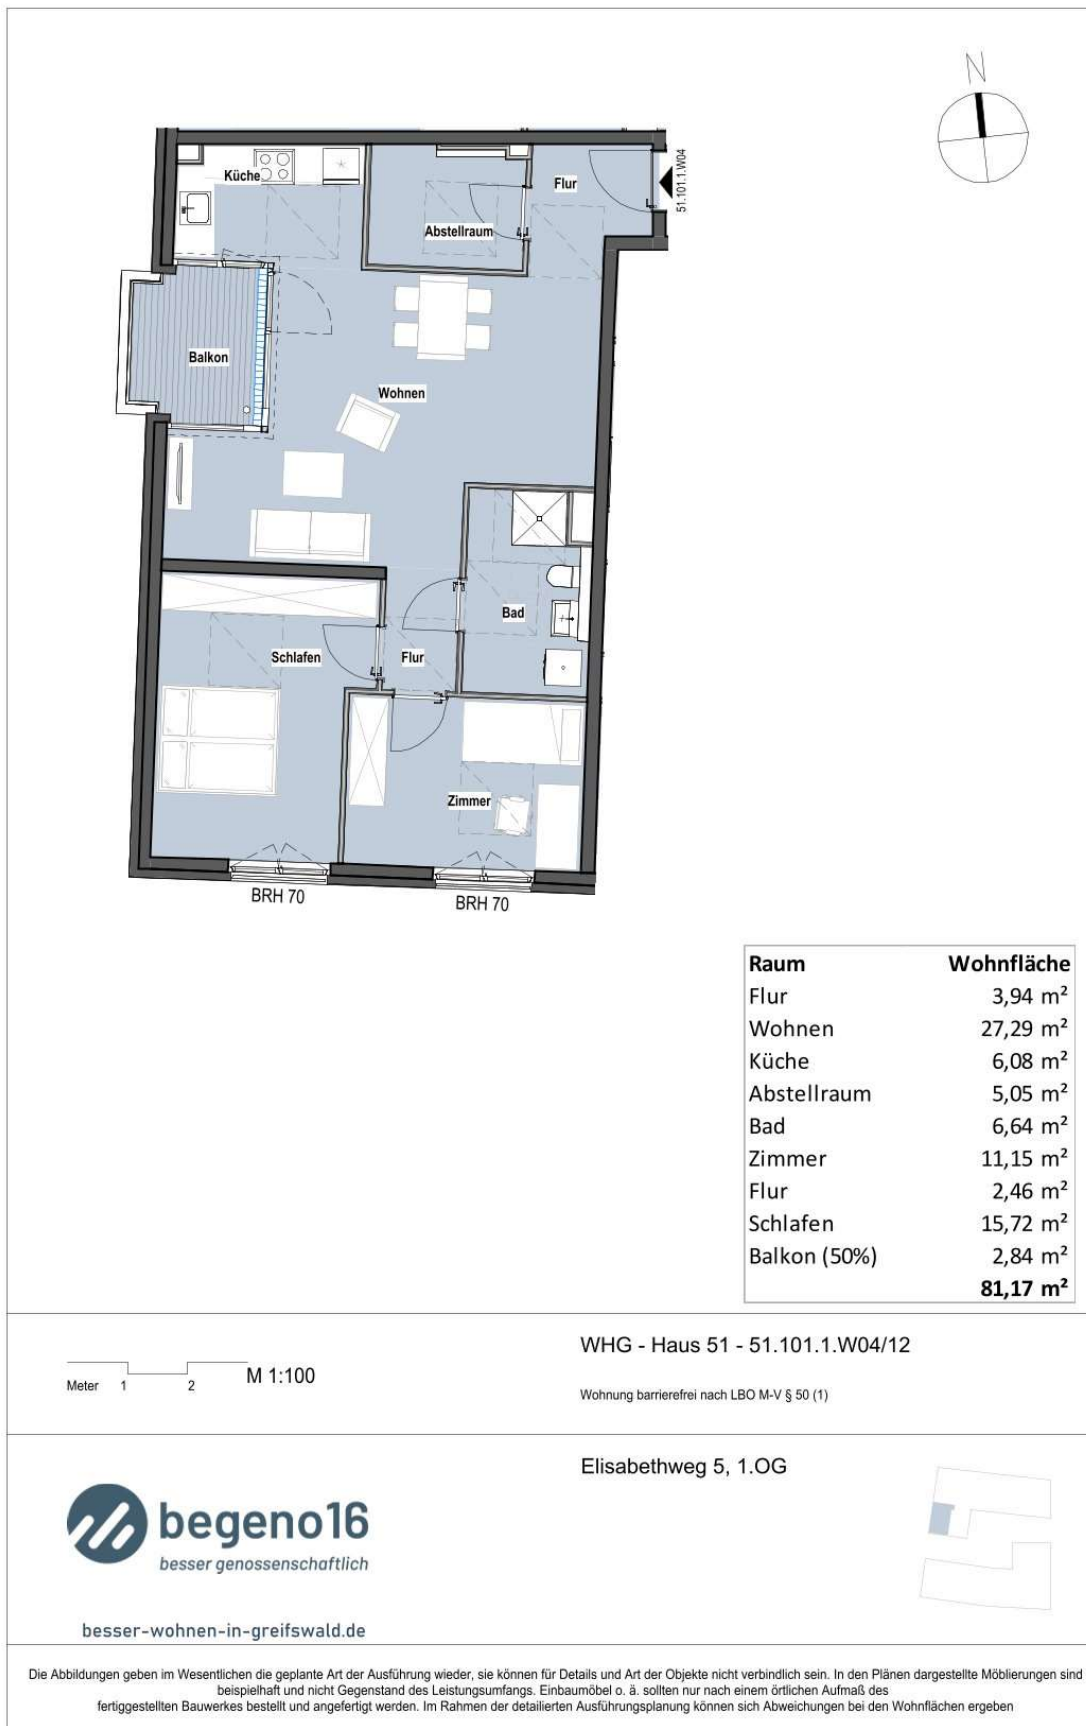 N
51.101.1.W04
Küche
Flur
Abstellraum
Balkon
Wohnen
Bad
Schlafen
Flur
Zimmer
BRH 70
BRH 70
Raum Wohnfläche
Flur 3,94 m²
Wohnen 27,29 m²
Küche 6,08 m²
Abstellraum 5,05 m²
Bad 6,64 m²
Zimmer 11,15 m²
Flur 2,46 m²
Schlafen 15,72 m²
Balkon (50%) 2,84 m²
81,17 m²
Meter 1 2 M 1:100
WHG - Haus 51 - 51.101.1.W04/12
Wohnung barrierefrei nach LBO M-V § 50 (1)
Elisabethweg 5, 1.OG
begeno16
besser genossenschaftlich
besser-wohnen-in-greifswald.de
Die Abbildungen geben im Wesentlichen die geplante Art der Ausführung wieder, sie können für Details und Art der Objekte nicht verbindlich sein. In den Plänen dargestellte Möblierungen sind
beispielhaft und nicht Gegenstand des Leistungsumfangs. Einbaumöbel o. ä. sollten nur nach einem örtlichen Aufmaß des
fertiggestellten Bauwerkes bestellt und angefertigt werden. Im Rahmen der detailierten Ausführungsplanung können sich Abweichungen bei den Wohnflächen ergeben